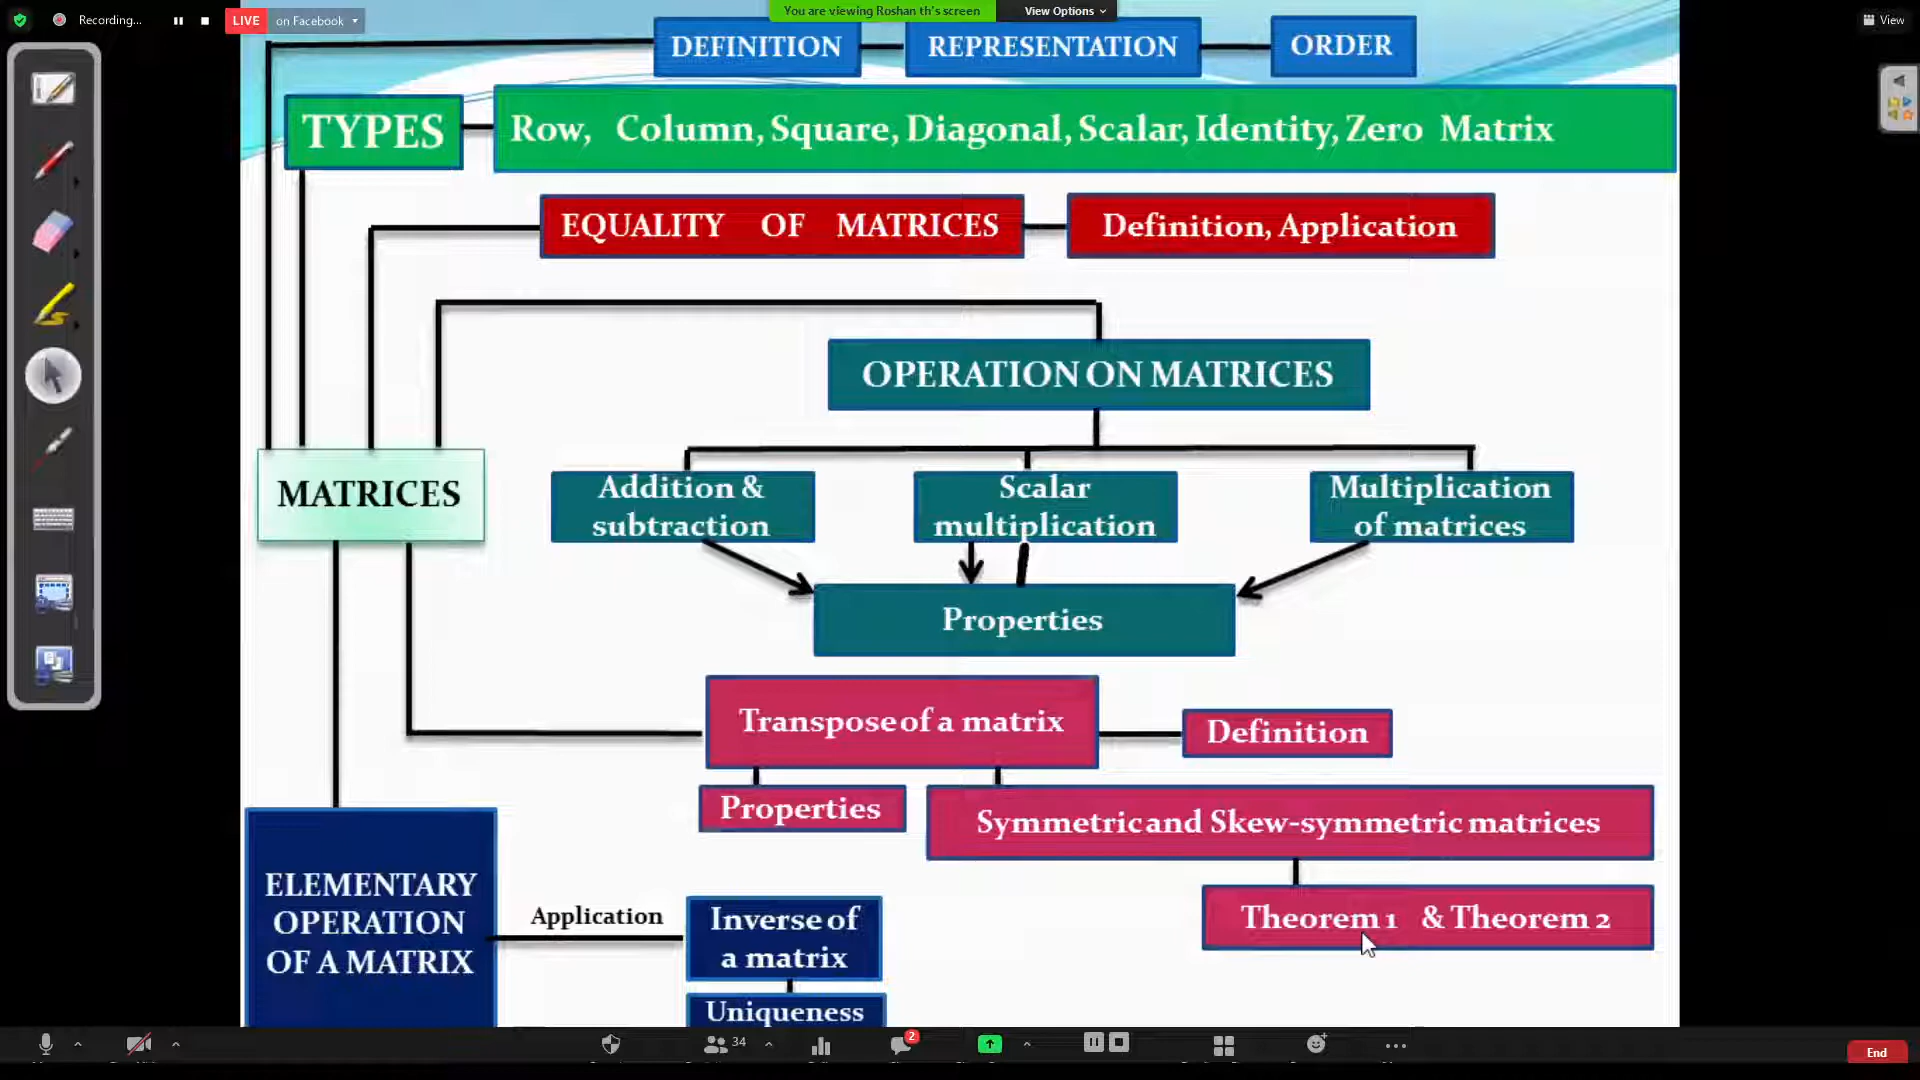 Recording...
LIVE on Facebook
You are viewing Roshan th's screen
View Options
View
DEFINITION
REPRESENTATION
ORDER
TYPES
Row, Column, Square, Diagonal, Scalar, Identity, Zero Matrix
EQUALITY OF MATRICES
Definition, Application
OPERATION ON MATRICES
MATRICES
Addition &
subtraction
Scalar
multiplication
Multiplication
of matrices
Properties
Transpose of a matrix
Definition
Properties
Symmetric and Skew-symmetric matrices
Theorem 1 & Theorem 2
ELEMENTARY
OPERATION
OF A MATRIX
Application
Inverse of
a matrix
Uniqueness
34
2
End